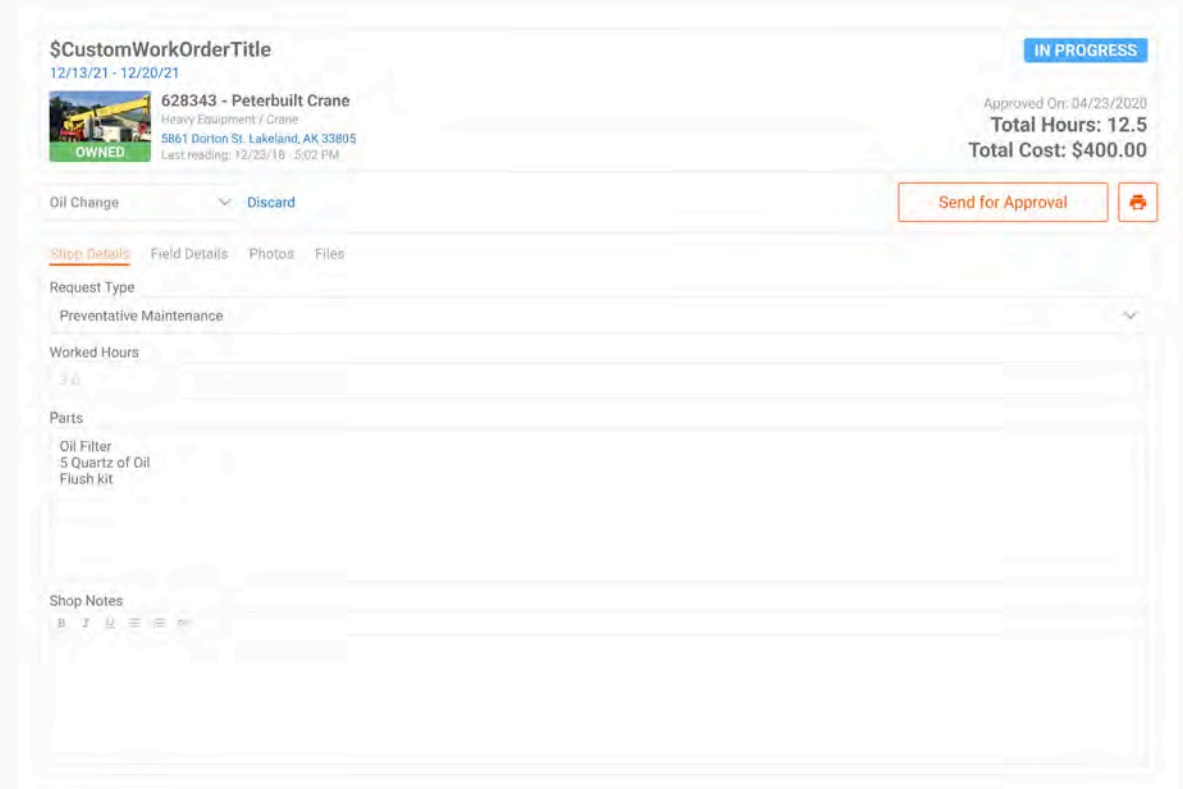 $CustomWorkOrderTitle
IN PROGRESS
12/13/21 - 12/20/21
628343 - Peterbuilt Crane
Heavy Equipment / Crane
5861 Dorton St. Lakeland, AK 33805
Last reading: 12/23/18 5:02 PM
OWNED
Approved On: 04/23/2020
Total Hours: 12.5
Total Cost: $400.00
Oil Change
Discard
Send for Approval
Shop Details Field Details Photos Files
Request Type
Preventative Maintenance
Worked Hours
Parts
Oil Filter
5 Quartz of Oil
Flush kit
Shop Notes
B I U